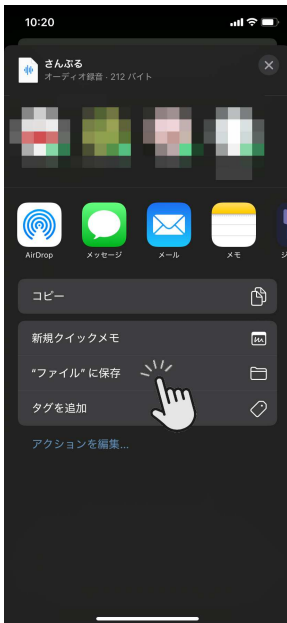 10:20
さんぷる
オーディオ録音・212 バイト
AirDrop
メッセージ
メール
メモ
コピー
新規クイックメモ
“ファイル” に保存
タグを追加
アクションを編集...